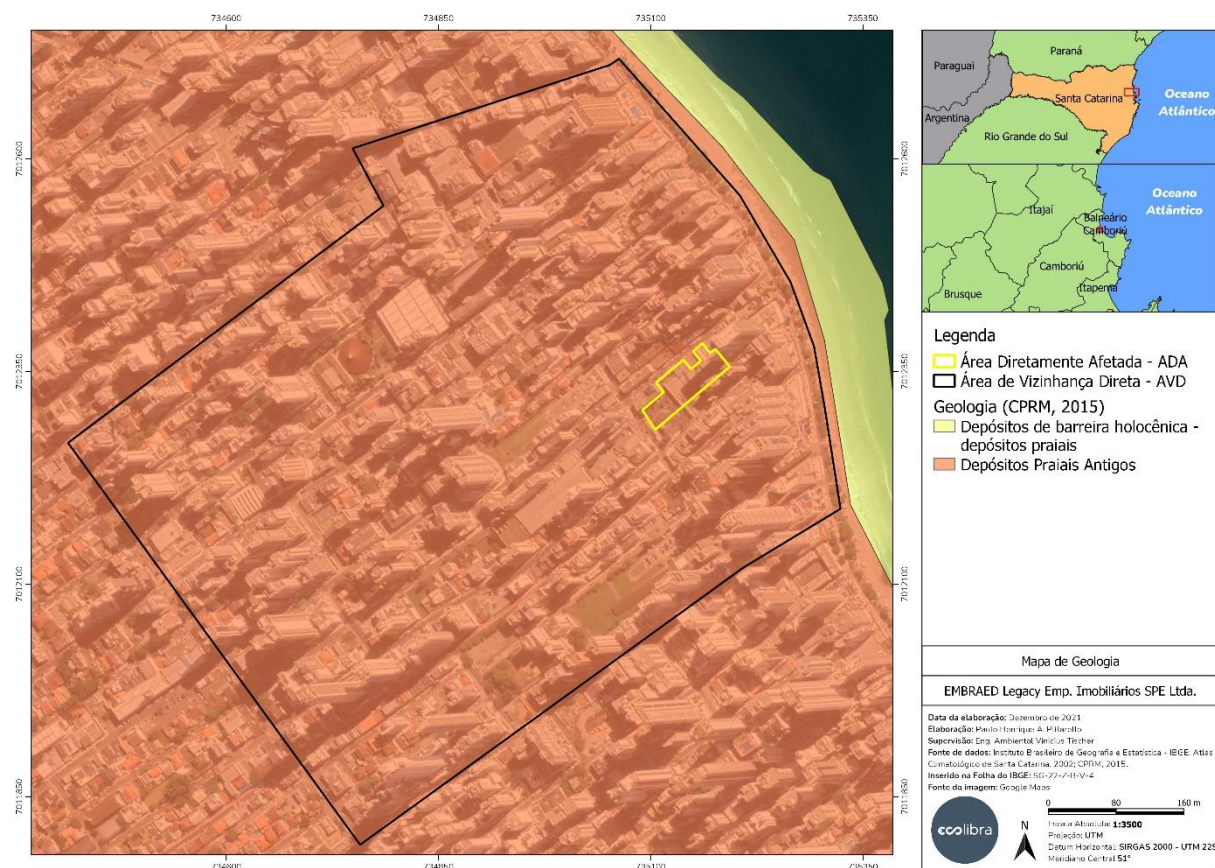 734600 734850 735100 735350
7012600
7012350
7012100
7011850
7012600
7012350
7012100
7011850
734600 734850 735100 735350
Paraná
Paraguai
Santa Catarina
Oceano
Atlântico
Argentina
Rio Grande do Sul
Oceano
Atlântico
Itajaí
Balneário
Camboriú
Camboriú
Itapema
Brusque
Legenda
Área Diretamente Afetada - ADA
Área de Vizinhança Direta - AVD
Geologia (CPRM, 2015)
Depósitos de barreira holocênica -
depósitos praiais
Depósitos Praiais Antigos
Mapa de Geologia
EMBRAED Legacy Emp. Imobiliários SPE Ltda.
Data da elaboração: Dezembro de 2021
Elaboração: Paulo Henrique A.
Supervisão: Eng. Ambiental Vinicius Tischer
Fonte de dados: Instituto Brasileiro de Geografia e Estatística - IBGE; Atlas
Climatológico de Santa Catarina, 2002; CPRM, 2015.
Inserido na Folha do IBGE:
Fonte da imagem: Google Maps
ecolibra
N
0 80 160 m
Escala Absoluta: 1:3500
Projeção: UTM
Datum Horizontal: SIRGAS 2000 - UTM 22S
Meridiano Central 51°